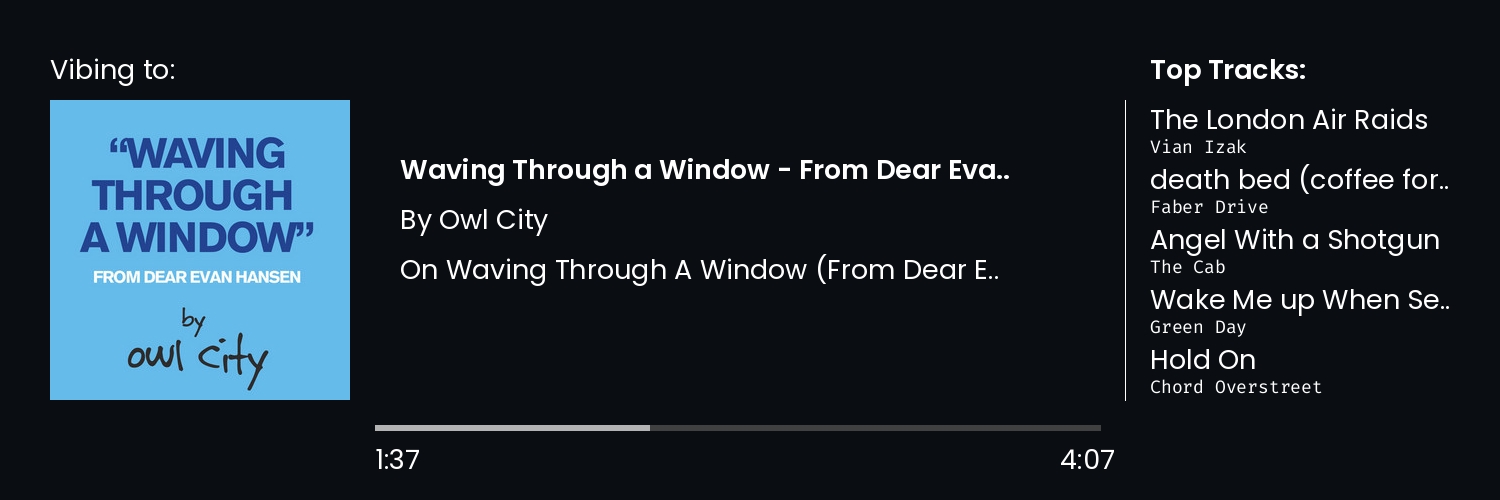 Vibing to:
“WAVING
THROUGH
A WINDOW”
FROM DEAR EVAN HANSEN
by
owl city
Waving Through a Window - From Dear Eva..
By Owl City
On Waving Through A Window (From Dear E..
1:37
4:07
Top Tracks:
The London Air Raids
Vian Izak
death bed (coffee for..
Faber Drive
Angel With a Shotgun
The Cab
Wake Me up When Se..
Green Day
Hold On
Chord Overstreet